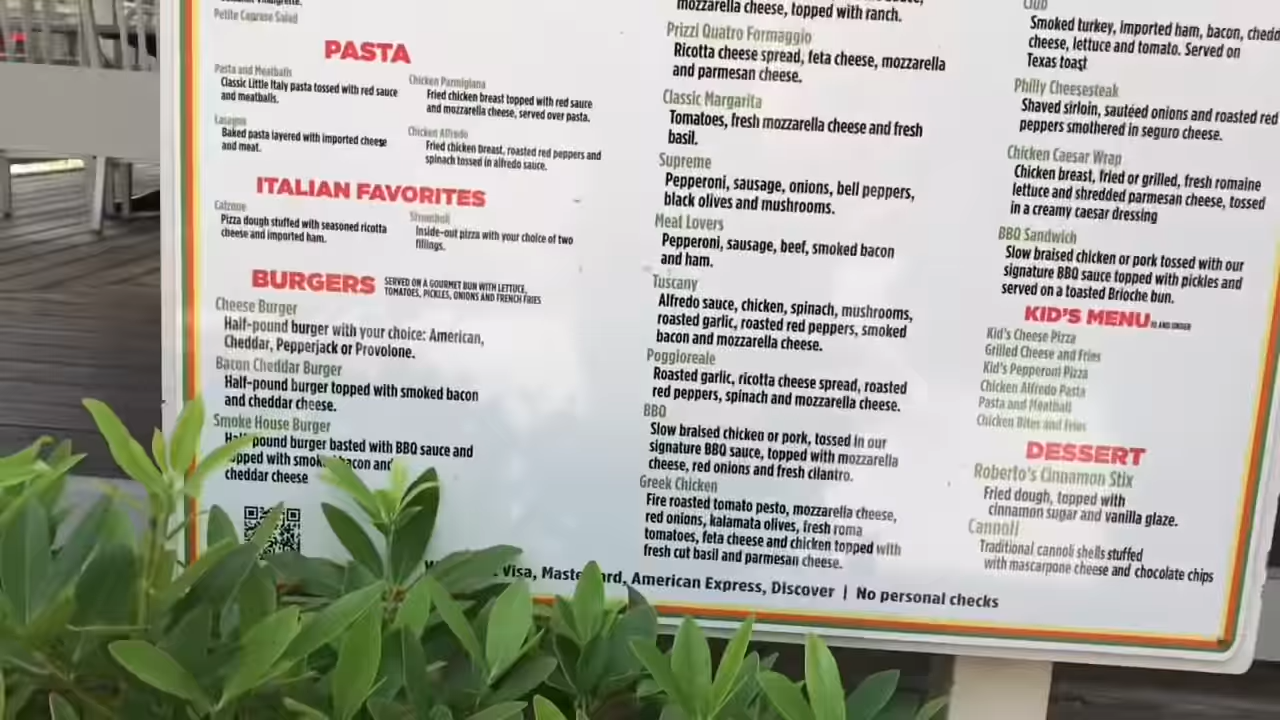 Petite Caprese Salad
PASTA
Pasta and Meatballs
Classic Little Italy pasta tossed with red sauce
and meatballs.
Lasagna
Baked pasta layered with imported cheese
and meat.
Chicken Parmigiana
Fried chicken breast topped with red sauce
and mozzarella cheese, served over pasta.
Chicken Alfredo
Fried chicken breast, roasted red peppers and
spinach tossed in alfredo sauce.
ITALIAN FAVORITES
Calzone
Pizza dough stuffed with seasoned ricotta
cheese and imported ham.
Stromboli
Inside-out pizza with your choice of two
fillings.
BURGERS SERVED ON A GOURMET BUN WITH LETTUCE,
TOMATOES, PICKLES, ONIONS AND FRENCH FRIES
Cheese Burger
Half-pound burger with your choice: American,
Cheddar, Pepperjack or Provolone.
Bacon Cheddar Burger
Half-pound burger topped with smoked bacon
and cheddar cheese.
Smoke House Burger
Half-pound burger basted with BBQ sauce and
topped with smoked bacon and
cheddar cheese
mozzarella cheese, topped with ranch.
Prizzi Quatro Formaggio
Ricotta cheese spread, feta cheese, mozzarella
and parmesan cheese.
Classic Margarita
Tomatoes, fresh mozzarella cheese and fresh
basil.
Supreme
Pepperoni, sausage, onions, bell peppers,
black olives and mushrooms.
Meat Lovers
Pepperoni, sausage, beef, smoked bacon
and ham.
Tuscany
Alfredo sauce, chicken, spinach, mushrooms,
roasted garlic, roasted red peppers, smoked
bacon and mozzarella cheese.
Poggioreale
Roasted garlic, ricotta cheese spread, roasted
red peppers, spinach and mozzarella cheese.
BBQ
Slow braised chicken or pork, tossed in our
signature BBQ sauce, topped with mozzarella
cheese, red onions and fresh cilantro.
Greek Chicken
Fire roasted tomato pesto, mozzarella cheese,
red onions, kalamata olives, fresh roma
tomatoes, feta cheese and chicken topped with
fresh cut basil and parmesan cheese.
Club
Smoked turkey, imported ham, bacon, chedd
cheese, lettuce and tomato. Served on
Texas toast
Philly Cheesesteak
Shaved sirloin, sautéed onions and roasted red
peppers smothered in seguro cheese.
Chicken Caesar Wrap
Chicken breast, fried or grilled, fresh romaine
lettuce and shredded parmesan cheese, tossed
in a creamy caesar dressing
BBQ Sandwich
Slow braised chicken or pork tossed with our
signature BBQ sauce topped with pickles and
served on a toasted Brioche bun.
KID'S MENU 10 AND UNDER
Kid's Cheese Pizza
Grilled Cheese and Fries
Kid's Pepperoni Pizza
Chicken Alfredo Pasta
Pasta and Meatball
Chicken Bites and Fries
DESSERT
Roberto's Cinnamon Stix
Fried dough, topped with
cinnamon sugar and vanilla glaze.
Cannoli
Traditional cannoli shells stuffed
with mascarpone cheese and chocolate chips
Visa, Mastercard, American Express, Discover | No personal checks